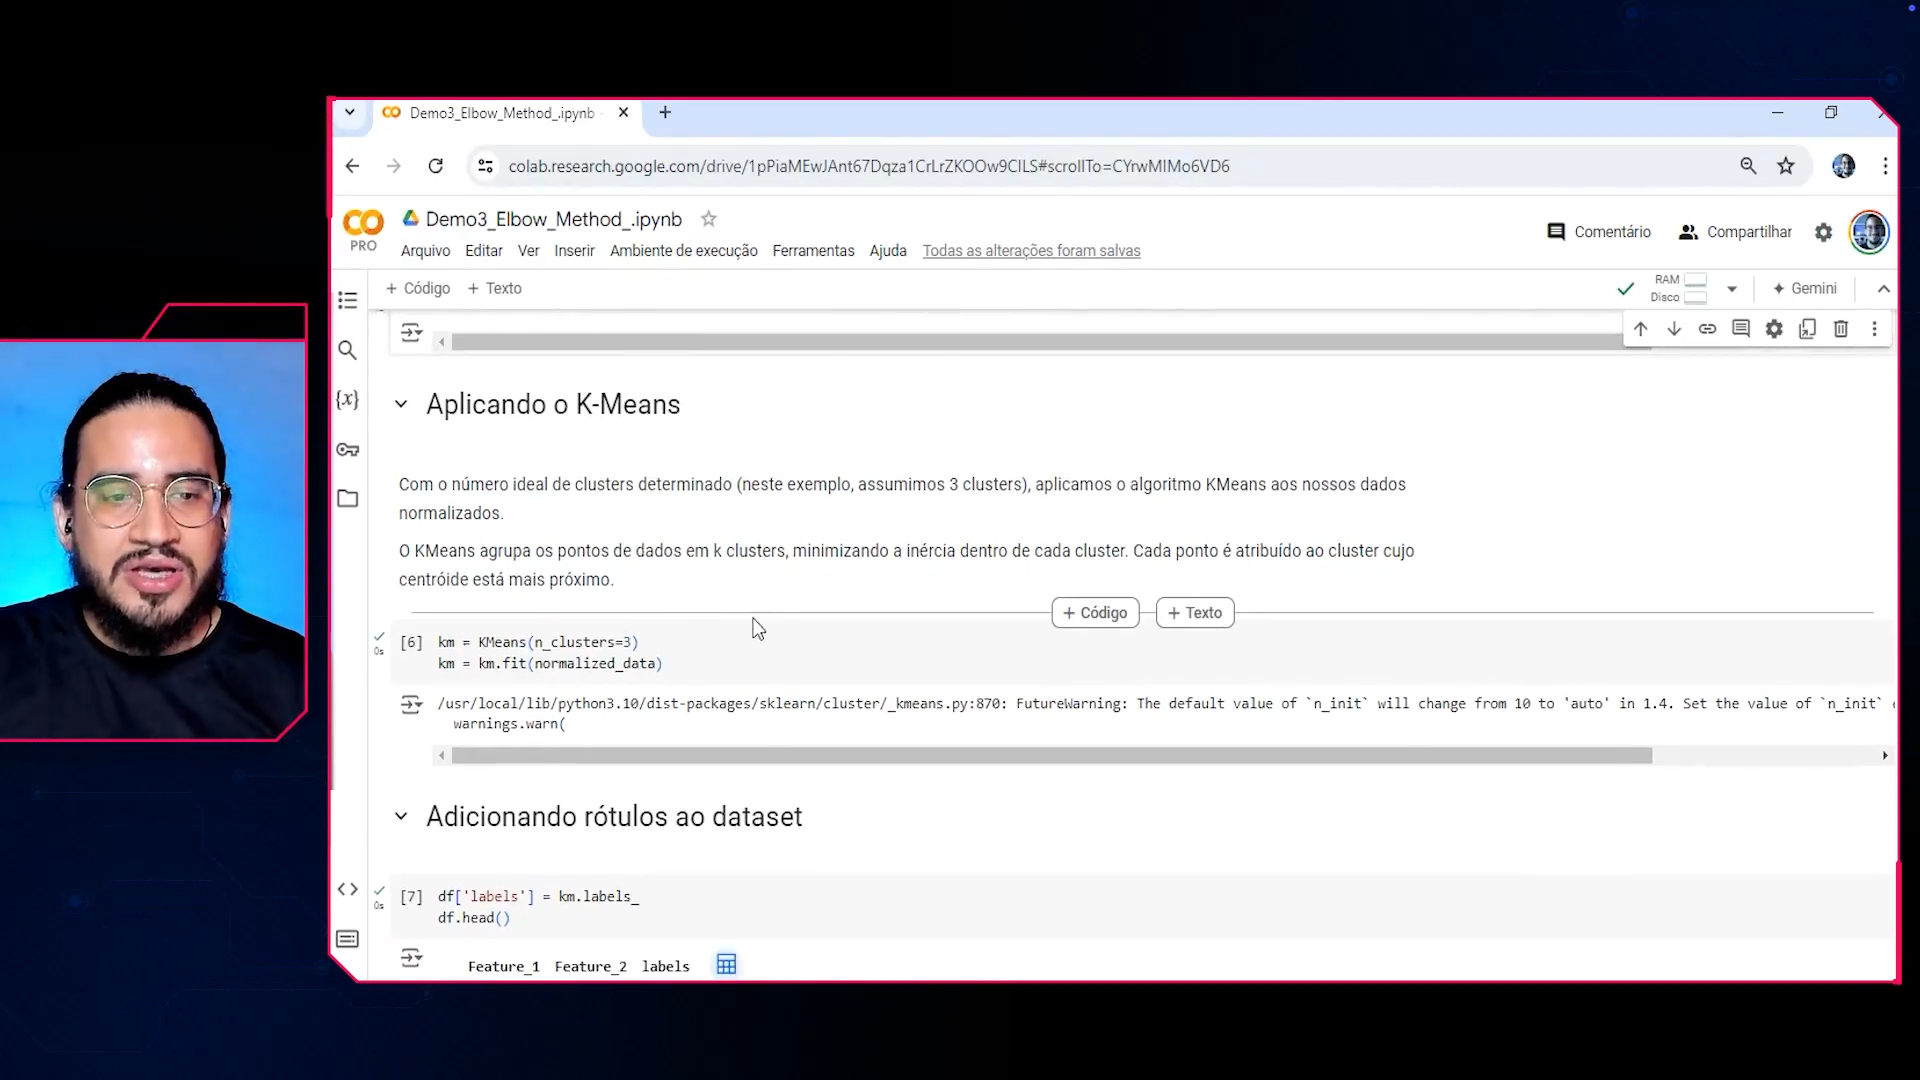 Demo3_Elbow_Method_.ipynb
colab.research.google.com/drive/1pPiaMEwJAnt67Dqza1CrLrZKOOw9CILS#scrollTo=CYrwMIMo6VD6
PRO
Demo3_Elbow_Method_.ipynb
Arquivo Editar Ver Inserir Ambiente de execução Ferramentas Ajuda Todas as alterações foram salvas
Comentário Compartilhar
+ Código + Texto
RAM
Disco
Gemini
{x}
Aplicando o K-Means
Com o número ideal de clusters determinado (neste exemplo, assumimos 3 clusters), aplicamos o algoritmo KMeans aos nossos dados
normalizados.
O KMeans agrupa os pontos de dados em k clusters, minimizando a inércia dentro de cada cluster. Cada ponto é atribuído ao cluster cujo
centróide está mais próximo.
+ Código + Texto
0s
[6] km = KMeans(n_clusters=3)
km = km.fit(normalized_data)
/usr/local/lib/python3.10/dist-packages/sklearn/cluster/_kmeans.py:870: FutureWarning: The default value of `n_init` will change from 10 to 'auto' in 1.4. Set the value of `n_init`
warnings.warn(
Adicionando rótulos ao dataset
0s
[7] df['labels'] = km.labels_
df.head()
Feature_1 Feature_2 labels